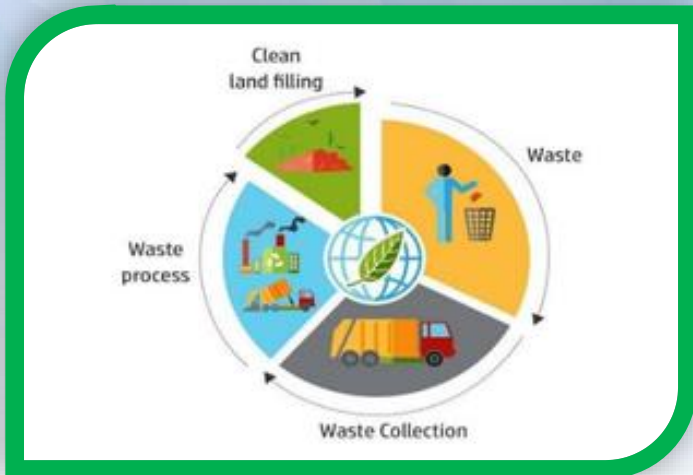 Clean
land filling
Waste
Waste
process
Waste Collection